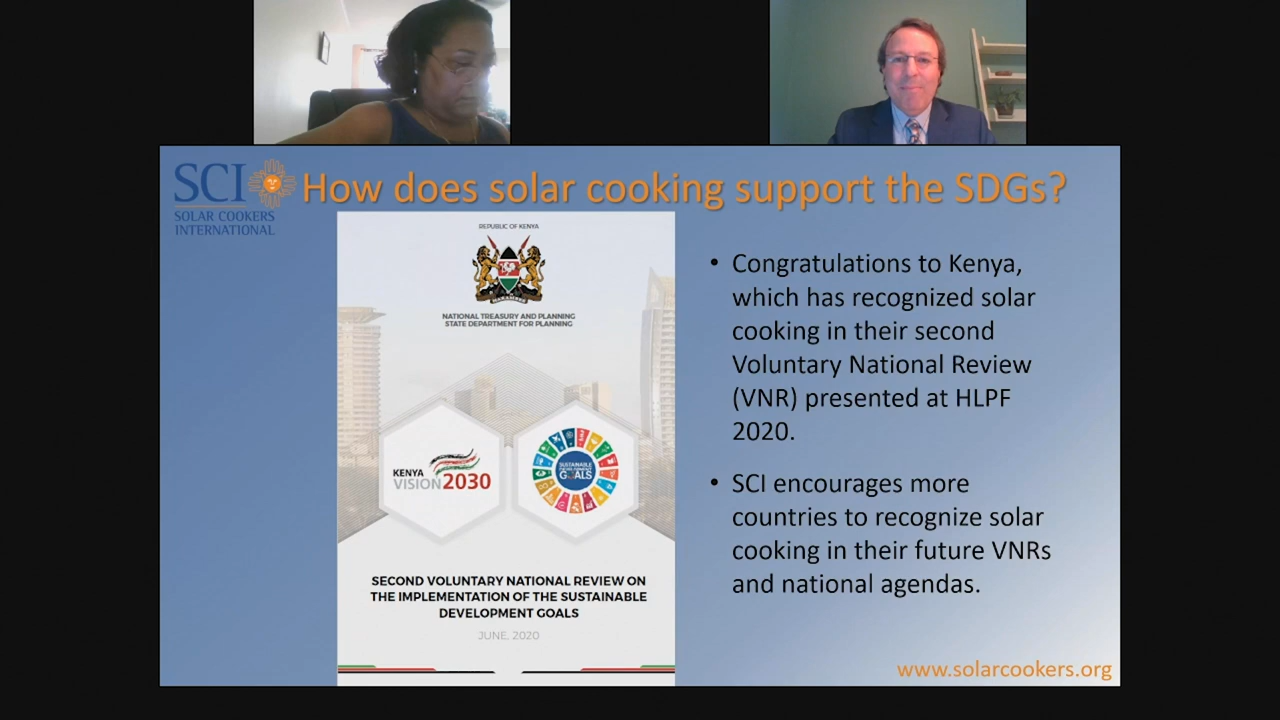 SCI
SOLAR COOKERS
INTERNATIONAL
How does solar cooking support the SDGs?
REPUBLIC OF KENYA
HARAMBEE
NATIONAL TREASURY AND PLANNING
STATE DEPARTMENT FOR PLANNING
KENYA
VISION2030
SUSTAINABLE
DEVELOPMENT
GOALS
SECOND VOLUNTARY NATIONAL REVIEW ON
THE IMPLEMENTATION OF THE SUSTAINABLE
DEVELOPMENT GOALS
JUNE, 2020
• Congratulations to Kenya,
which has recognized solar
cooking in their second
Voluntary National Review
(VNR) presented at HLPF
2020.
• SCI encourages more
countries to recognize solar
cooking in their future VNRs
and national agendas.
www.solarcookers.org